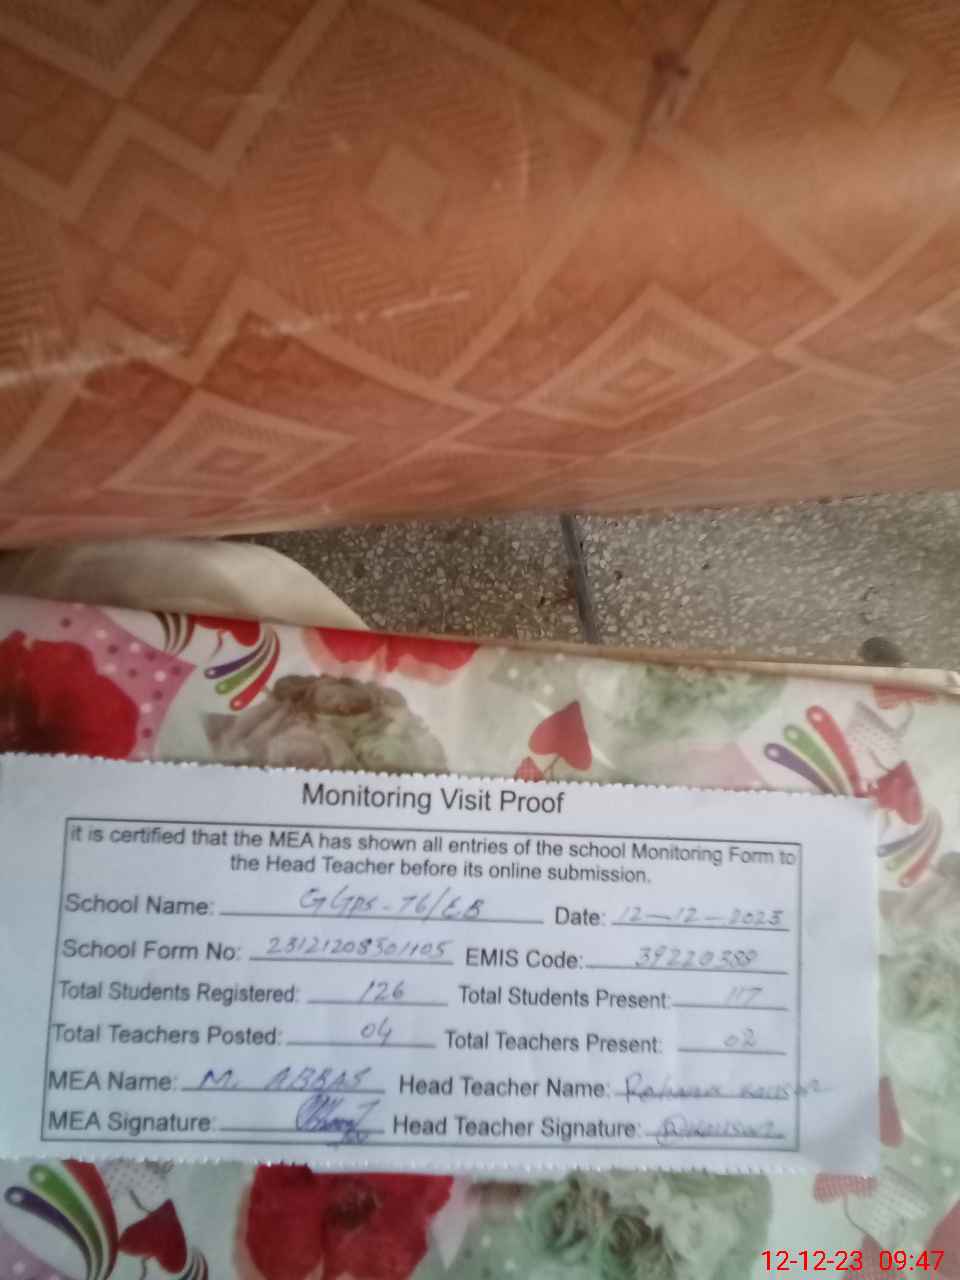 Monitoring Visit Proof
it is certified that the MEA has shown all entries of the school Monitoring Form to
the Head Teacher before its online submission.
School Name: GGPS-76/EB Date: 12-12-2023
School Form No: 23121208501105 EMIS Code: 39220388
Total Students Registered: 126 Total Students Present: 117
Total Teachers Posted: 04 Total Teachers Present: 02
MEA Name: M. ABBAS Head Teacher Name:
MEA Signature: Head Teacher Signature:
12-12-23 09:47